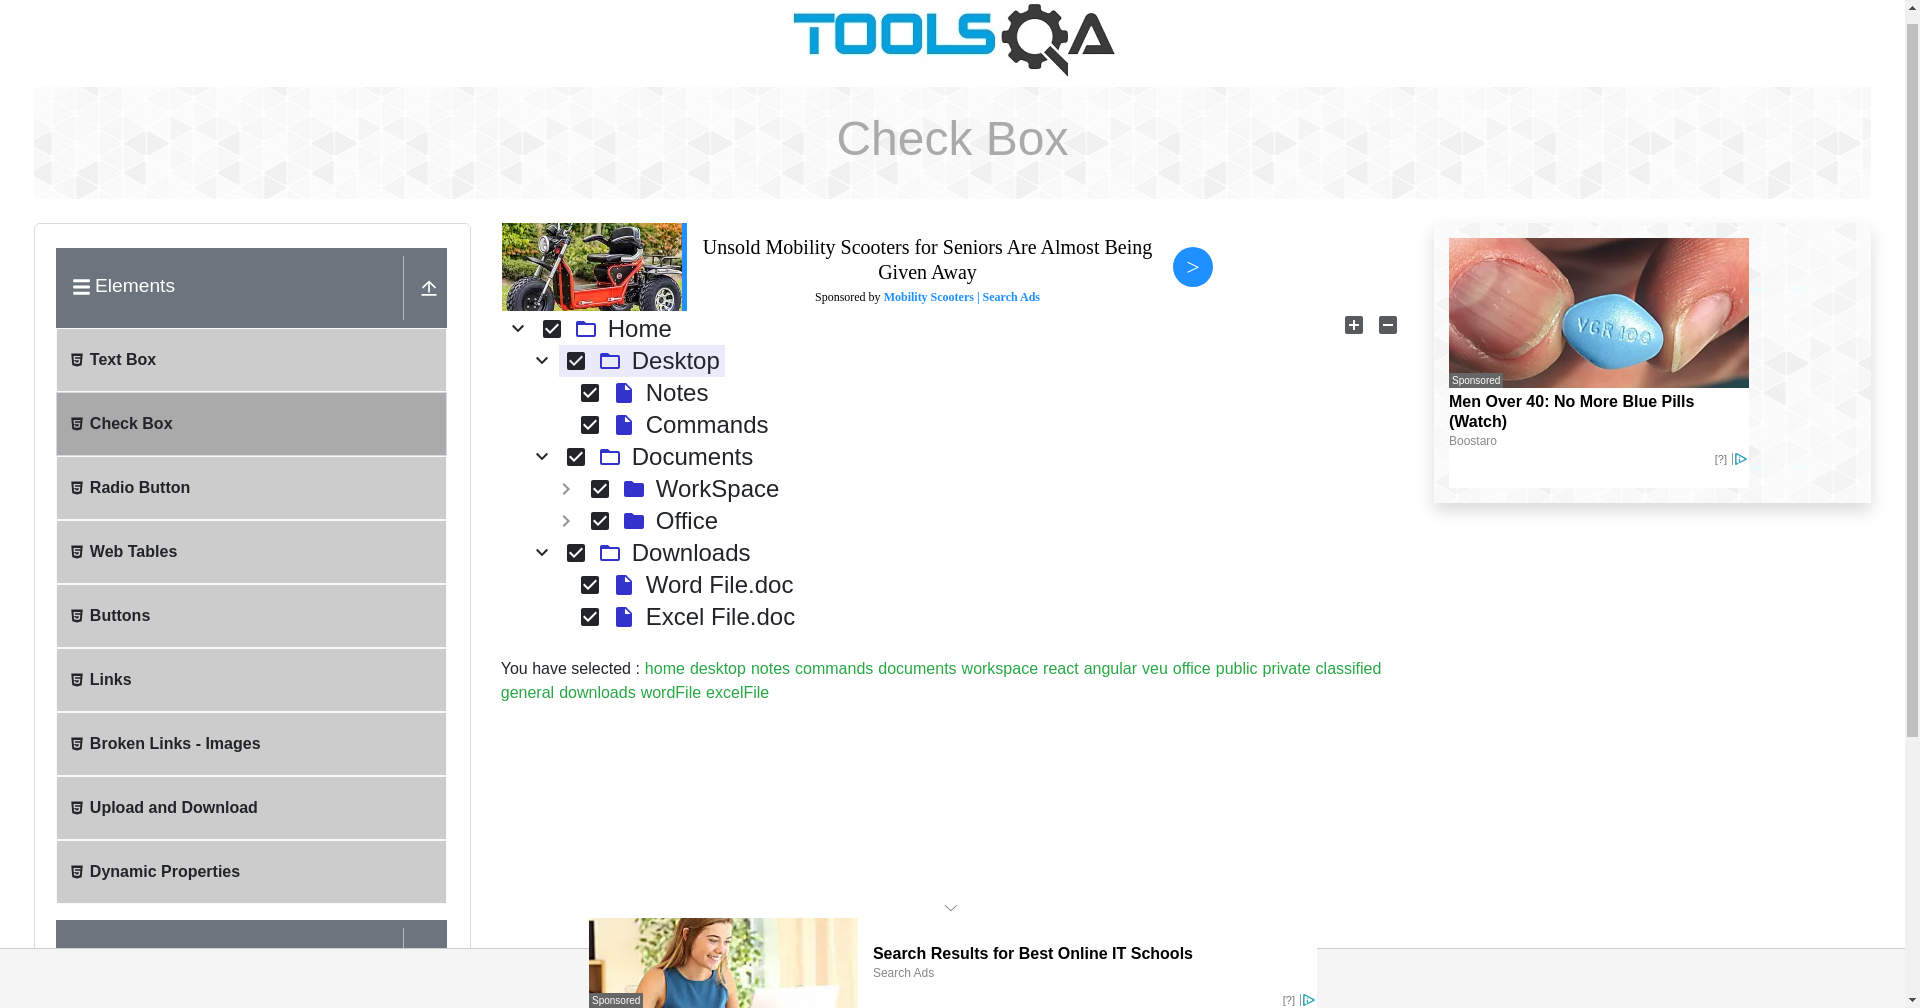 TOOLSQA
Check Box
Elements
Text Box
Check Box
Radio Button
Web Tables
Buttons
Links
Broken Links - Images
Upload and Download
Dynamic Properties
Unsold Mobility Scooters for Seniors Are Almost Being
Given Away
Sponsored by Mobility Scooters | Search Ads
>
Home
Desktop
Notes
Commands
Documents
WorkSpace
Office
Downloads
Word File.doc
Excel File.doc
You have selected : home desktop notes commands documents workspace react angular veu office public private classified
general downloads wordFile excelFile
VGR 100
Sponsored
Men Over 40: No More Blue Pills
(Watch)
Boostaro
[?]
Search Results for Best Online IT Schools
Search Ads
Sponsored
[?]